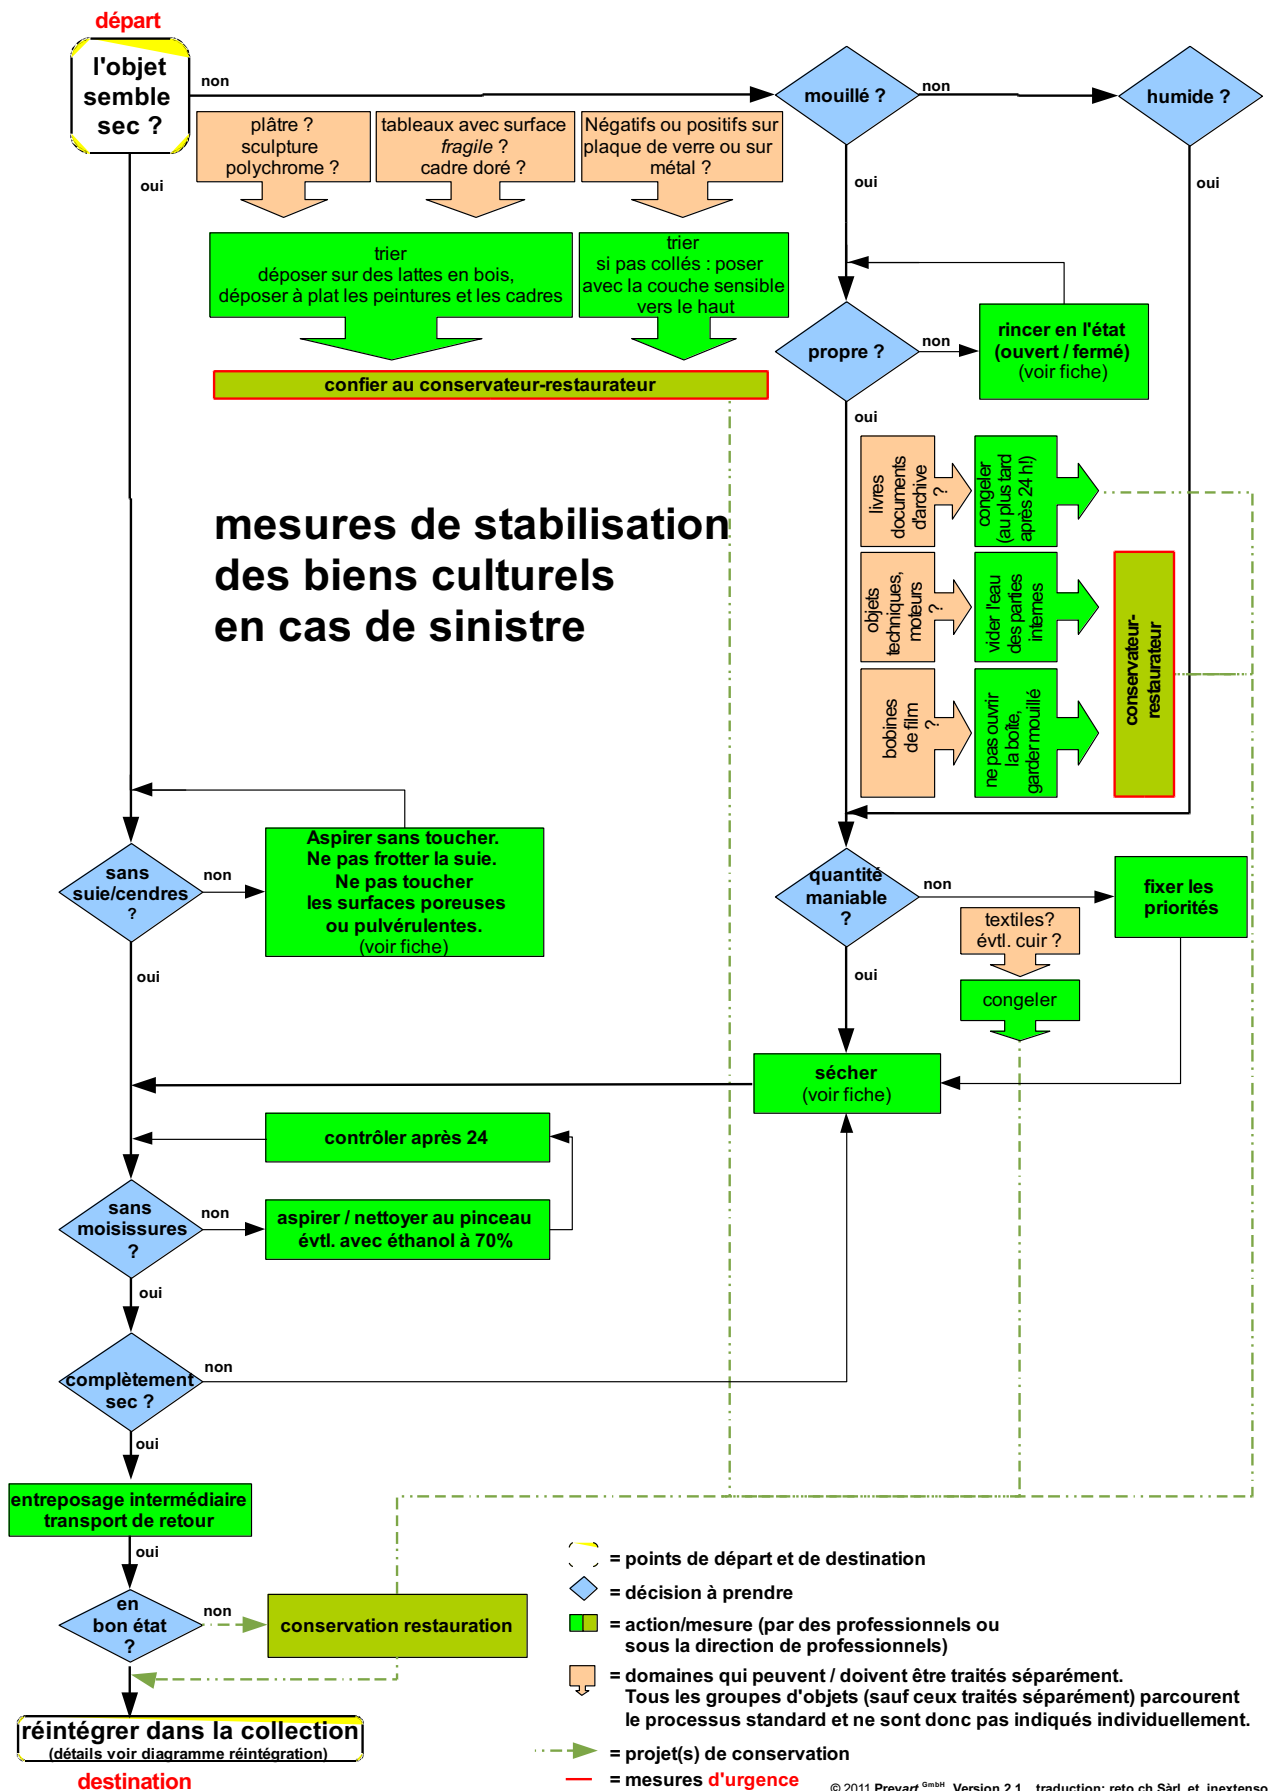 départ
l'objet
semble
sec ?
non
mouillé ?
non
humide ?
oui
plâtre ?
sculpture
polychrome ?
tableaux avec surface
fragile ?
cadre doré ?
Négatifs ou positifs sur
plaque de verre ou sur
métal ?
oui
oui
trier
déposer sur des lattes en bois,
déposer à plat les peintures et les cadres
trier
si pas collés : poser
avec la couche sensible
vers le haut
confier au conservateur-restaurateur
propre ?
non
rincer en l'état
(ouvert / fermé)
(voir fiche)
oui
livres
documents
d'archive
?
congeler
(au plus tard
après 24 h!)
mesures de stabilisation
des biens culturels
en cas de sinistre
objets
techniques,
moteurs
?
vider l'eau
des parties
internes
conservateur-
restaurateur
bobines
de film
?
ne pas ouvrir
la boîte,
garder mouillé
sans
suie/cendres
?
non
Aspirer sans toucher.
Ne pas frotter la suie.
Ne pas toucher
les surfaces poreuses
ou pulvérulentes.
(voir fiche)
quantité
maniable
?
non
fixer les
priorités
textiles?
évtl. cuir ?
oui
oui
congeler
sécher
(voir fiche)
contrôler après 24
sans
moisissures
?
non
aspirer / nettoyer au pinceau
évtl. avec éthanol à 70%
oui
complètement
sec ?
non
oui
entreposage intermédiaire
transport de retour
oui
en
bon état
?
non
conservation restauration
réintégrer dans la collection
(détails voir diagramme réintégration)
destination
= points de départ et de destination
= décision à prendre
= action/mesure (par des professionnels ou
sous la direction de professionnels)
= domaines qui peuvent / doivent être traités séparément.
Tous les groupes d'objets (sauf ceux traités séparément) parcourent
le processus standard et ne sont donc pas indiqués individuellement.
= projet(s) de conservation
= mesures d'urgence
© 2011 Prevart GmbH Version 2.1 traduction: reto.ch Sàrl et inextenso